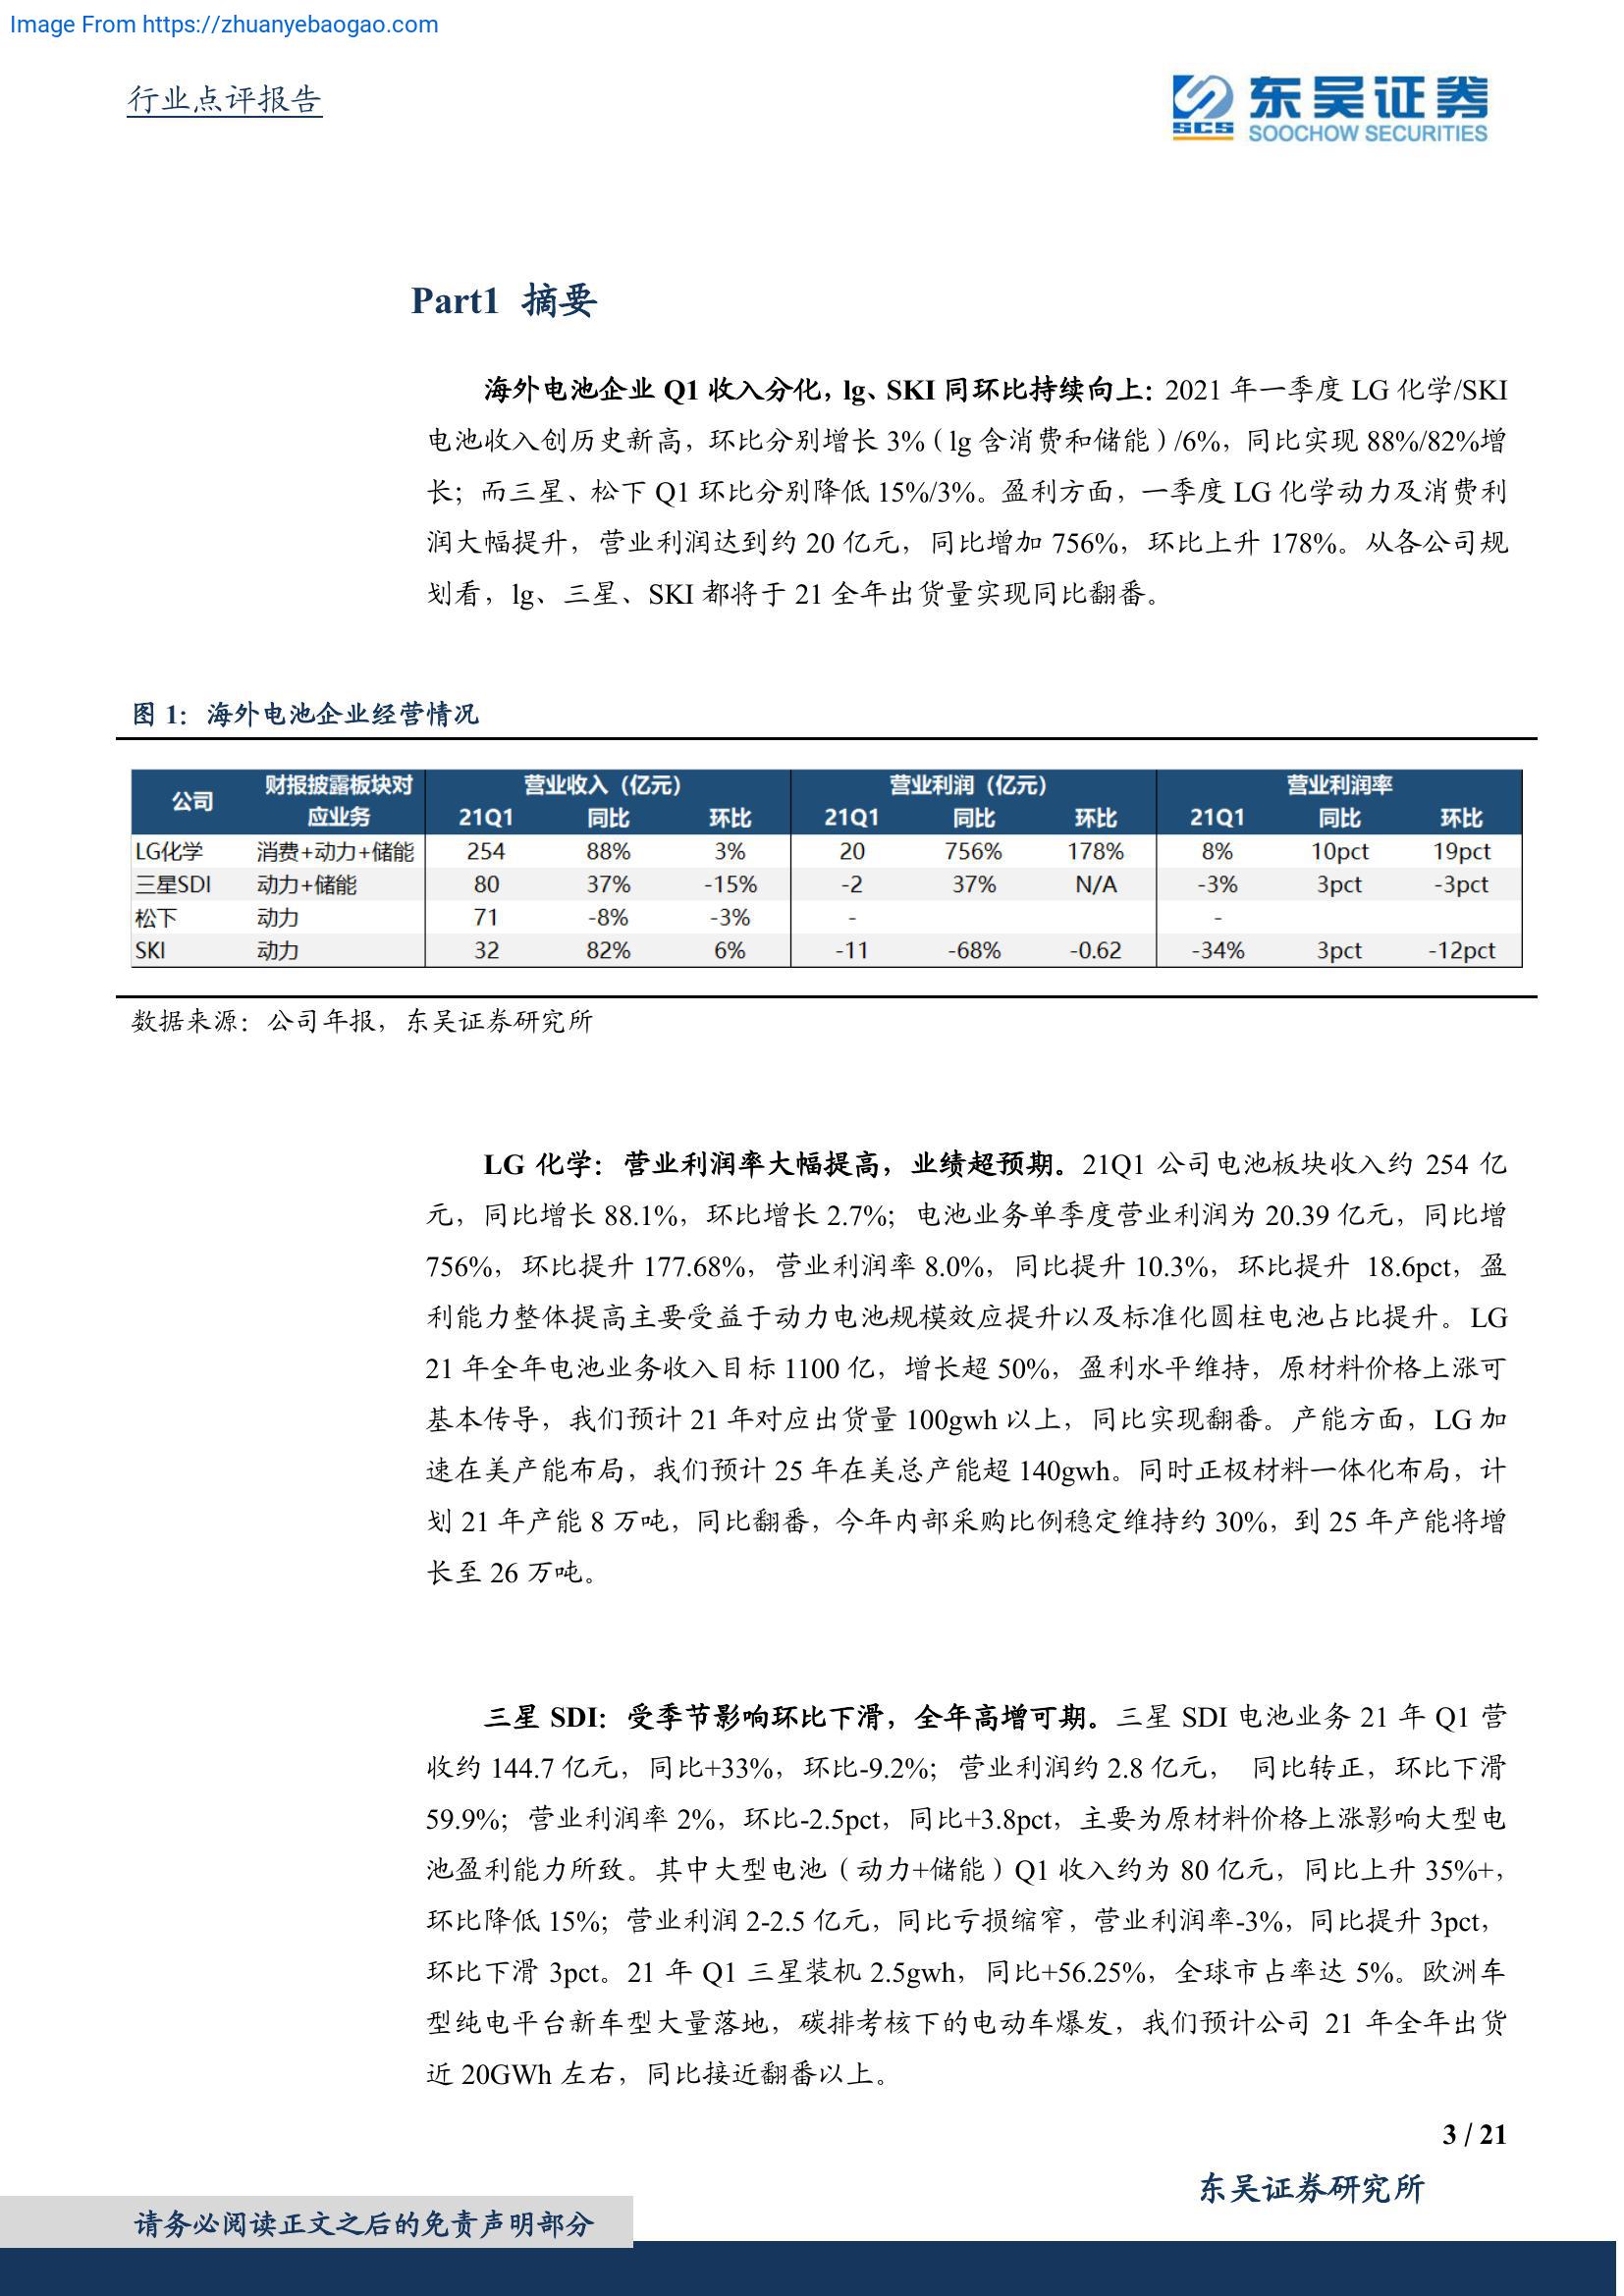 Image From https://zhuanyebaogao.com
行业点评报告
东吴证券
SCS SOOCHOW SECURITIES
Part1 摘要
海外电池企业 Q1 收入分化，lg、SKI 同环比持续向上：2021 年一季度 LG 化学/SKI
电池收入创历史新高，环比分别增长 3%（lg 含消费和储能）/6%，同比实现 88%/82%增
长；而三星、松下 Q1 环比分别降低 15%/3%。盈利方面，一季度 LG 化学动力及消费利
润大幅提升，营业利润达到约 20 亿元，同比增加 756%，环比上升 178%。从各公司规
划看，lg、三星、SKI 都将于 21 全年出货量实现同比翻番。
图 1：海外电池企业经营情况
公司 财报披露板块对应业务 营业收入（亿元） 营业利润（亿元） 营业利润率
21Q1 同比 环比 21Q1 同比 环比 21Q1 同比 环比
LG化学 消费+动力+储能 254 88% 3% 20 756% 178% 8% 10pct 19pct
三星SDI 动力+储能 80 37% -15% -2 37% N/A -3% 3pct -3pct
松下 动力 71 -8% -3% - -
SKI 动力 32 82% 6% -11 -68% -0.62 -34% 3pct -12pct
数据来源：公司年报，东吴证券研究所
LG 化学：营业利润率大幅提高，业绩超预期。21Q1 公司电池板块收入约 254 亿
元，同比增长 88.1%，环比增长 2.7%；电池业务单季度营业利润为 20.39 亿元，同比增
756%，环比提升 177.68%，营业利润率 8.0%，同比提升 10.3%，环比提升 18.6pct，盈
利能力整体提高主要受益于动力电池规模效应提升以及标准化圆柱电池占比提升。LG
21 年全年电池业务收入目标 1100 亿，增长超 50%，盈利水平维持，原材料价格上涨可
基本传导，我们预计 21 年对应出货量 100gwh 以上，同比实现翻番。产能方面，LG 加
速在美产能布局，我们预计 25 年在美总产能超 140gwh。同时正极材料一体化布局，计
划 21 年产能 8 万吨，同比翻番，今年内部采购比例稳定维持约 30%，到 25 年产能将增
长至 26 万吨。
三星 SDI：受季节影响环比下滑，全年高增可期。三星 SDI 电池业务 21 年 Q1 营
收约 144.7 亿元，同比+33%，环比-9.2%；营业利润约 2.8 亿元， 同比转正，环比下滑
59.9%；营业利润率 2%，环比-2.5pct，同比+3.8pct，主要为原材料价格上涨影响大型电
池盈利能力所致。其中大型电池（动力+储能）Q1 收入约为 80 亿元，同比上升 35%+，
环比降低 15%；营业利润 2-2.5 亿元，同比亏损缩窄，营业利润率-3%，同比提升 3pct，
环比下滑 3pct。21 年 Q1 三星装机 2.5gwh，同比+56.25%，全球市占率达 5%。欧洲车
型纯电平台新车型大量落地，碳排考核下的电动车爆发，我们预计公司 21 年全年出货
近 20GWh 左右，同比接近翻番以上。
3 / 21
东吴证券研究所
请务必阅读正文之后的免责声明部分